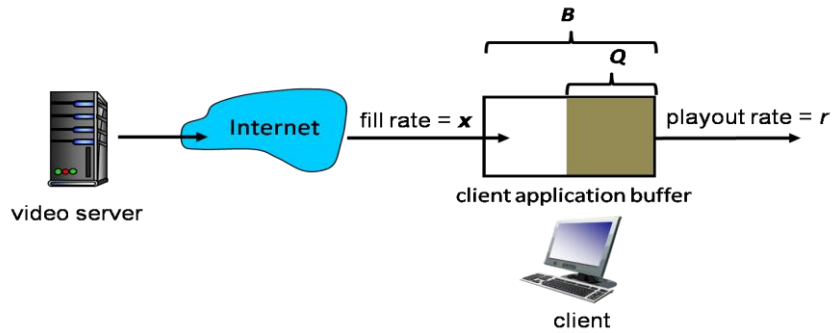 B
Q
Internet
fill rate = x
playout rate = r
client application buffer
video server
client